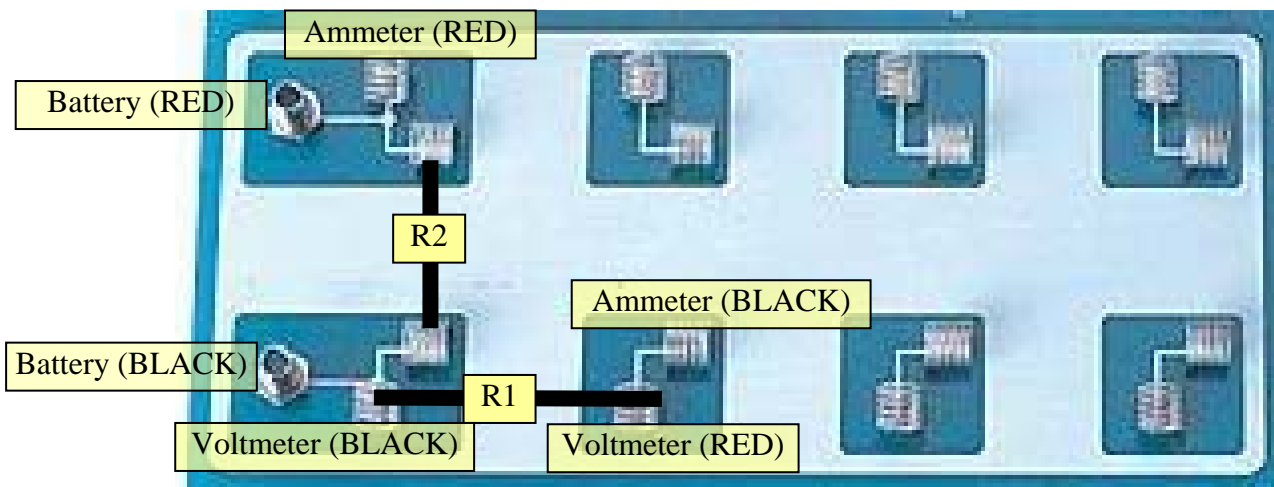 Ammeter (RED)
Battery (RED)
R2
Ammeter (BLACK)
Battery (BLACK)
R1
Voltmeter (BLACK)
Voltmeter (RED)